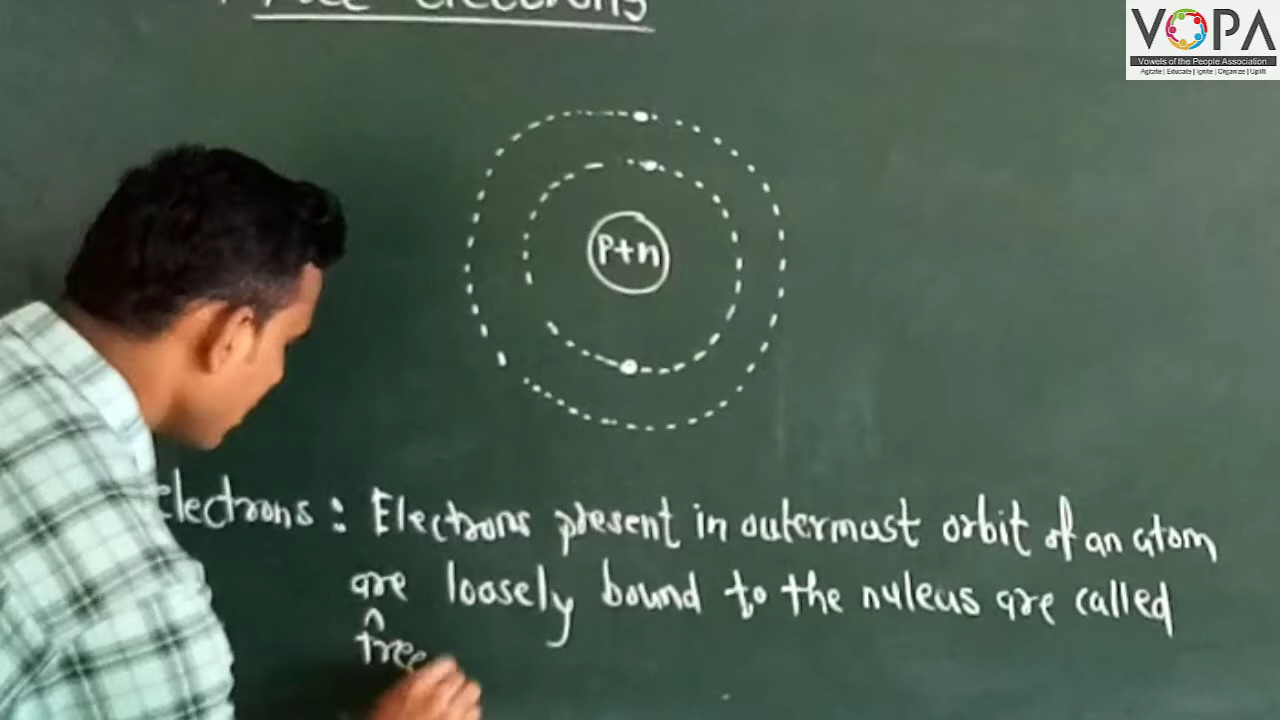 Free electrons
VOPA
Vowels of the People Association
Agitate | Educate | Ignite | Organize | Uplift
P+n
electrons : Electrons present in outermost orbit of an atom
are loosely bound to the nuleus are called
^
free